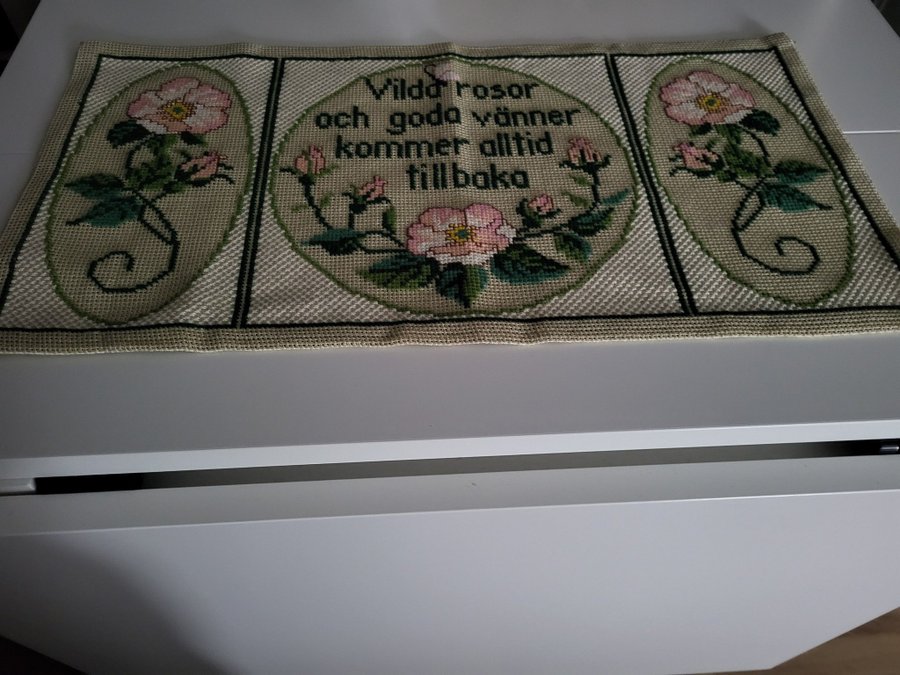 Vilda rosor
och goda vänner
kommer alltid
tillbaka